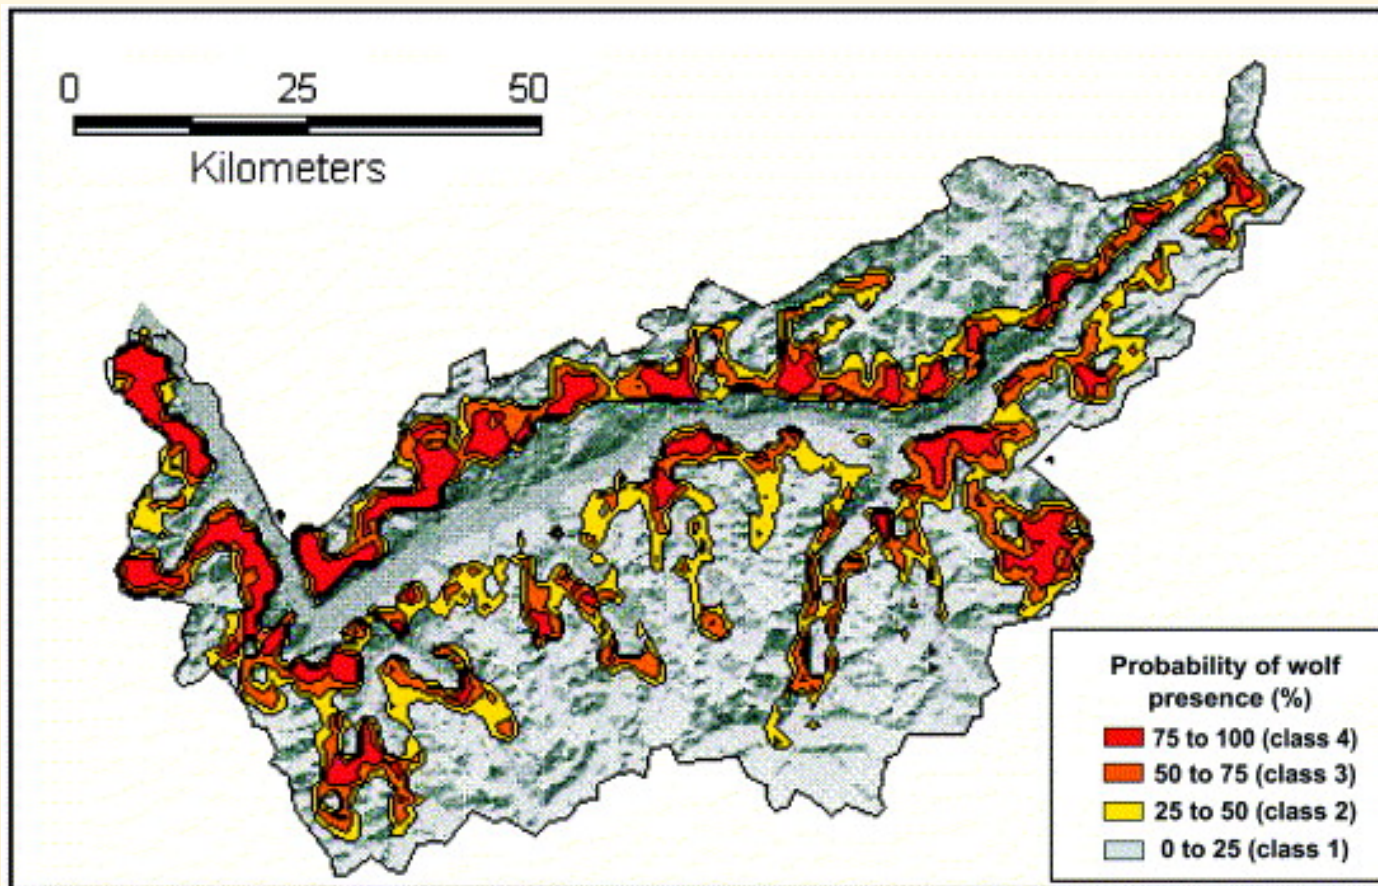 0 25 50
Kilometers
Probability of wolf
presence (%)
75 to 100 (class 4)
50 to 75 (class 3)
25 to 50 (class 2)
0 to 25 (class 1)